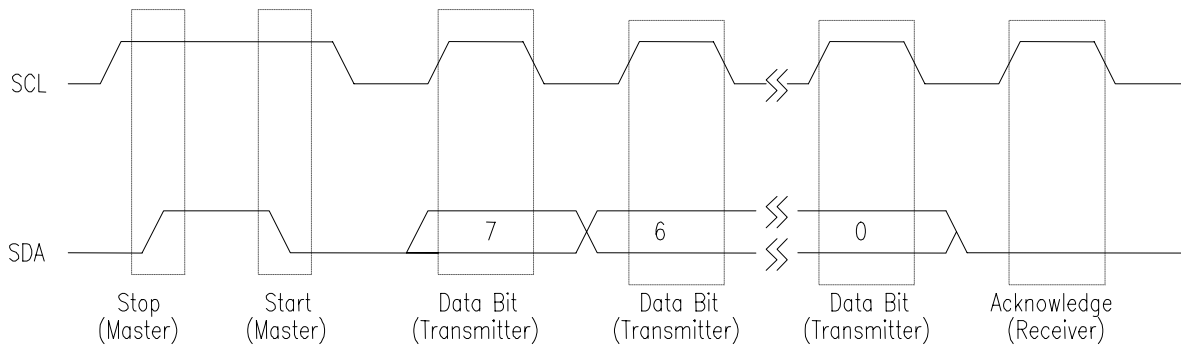 SCL
SDA
7
6
0
Stop
(Master)
Start
(Master)
Data Bit
(Transmitter)
Data Bit
(Transmitter)
Data Bit
(Transmitter)
Acknowledge
(Receiver)